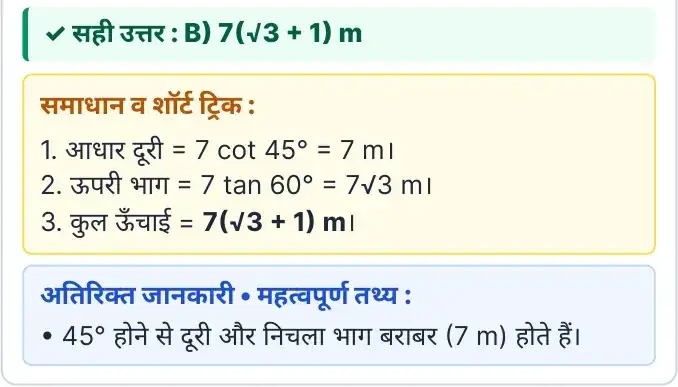 ✓ सही उत्तर : B) 7(√3 + 1) m
समाधान व शॉर्ट ट्रिक :
1. आधार दूरी = 7 cot 45° = 7 m।
2. ऊपरी भाग = 7 tan 60° = 7√3 m।
3. कुल ऊँचाई = 7(√3 + 1) m।
अतिरिक्त जानकारी • महत्वपूर्ण तथ्य :
• 45° होने से दूरी और निचला भाग बराबर (7 m) होते हैं।